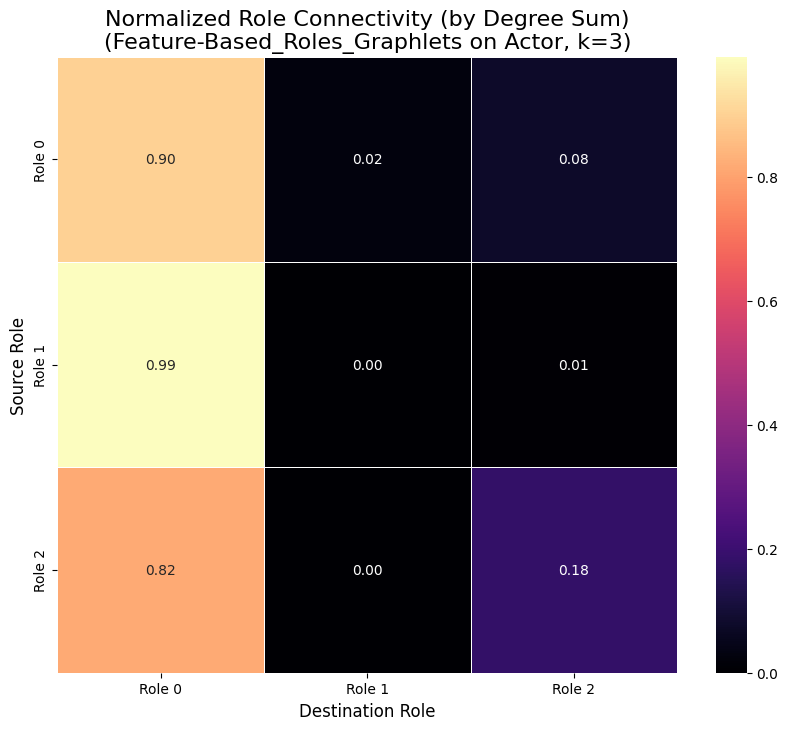 Normalized Role Connectivity (by Degree Sum)
(Feature-Based_Roles_Graphlets on Actor, k=3)
Source Role
Role 0
0.90
0.02
0.08
Role 1
0.99
0.00
0.01
Role 2
0.82
0.00
0.18
Role 0
Role 1
Role 2
Destination Role
0.8
0.6
0.4
0.2
0.0